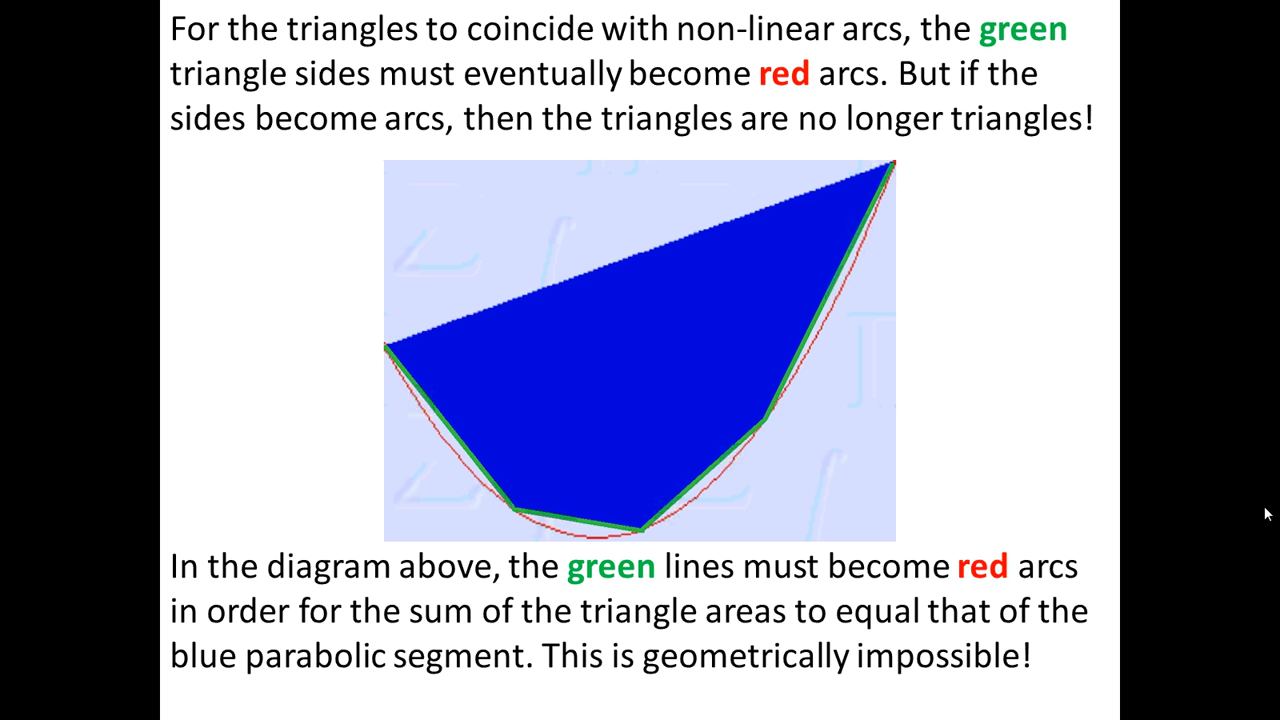 For the triangles to coincide with non-linear arcs, the green
triangle sides must eventually become red arcs. But if the
sides become arcs, then the triangles are no longer triangles!
In the diagram above, the green lines must become red arcs
in order for the sum of the triangle areas to equal that of the
blue parabolic segment. This is geometrically impossible!